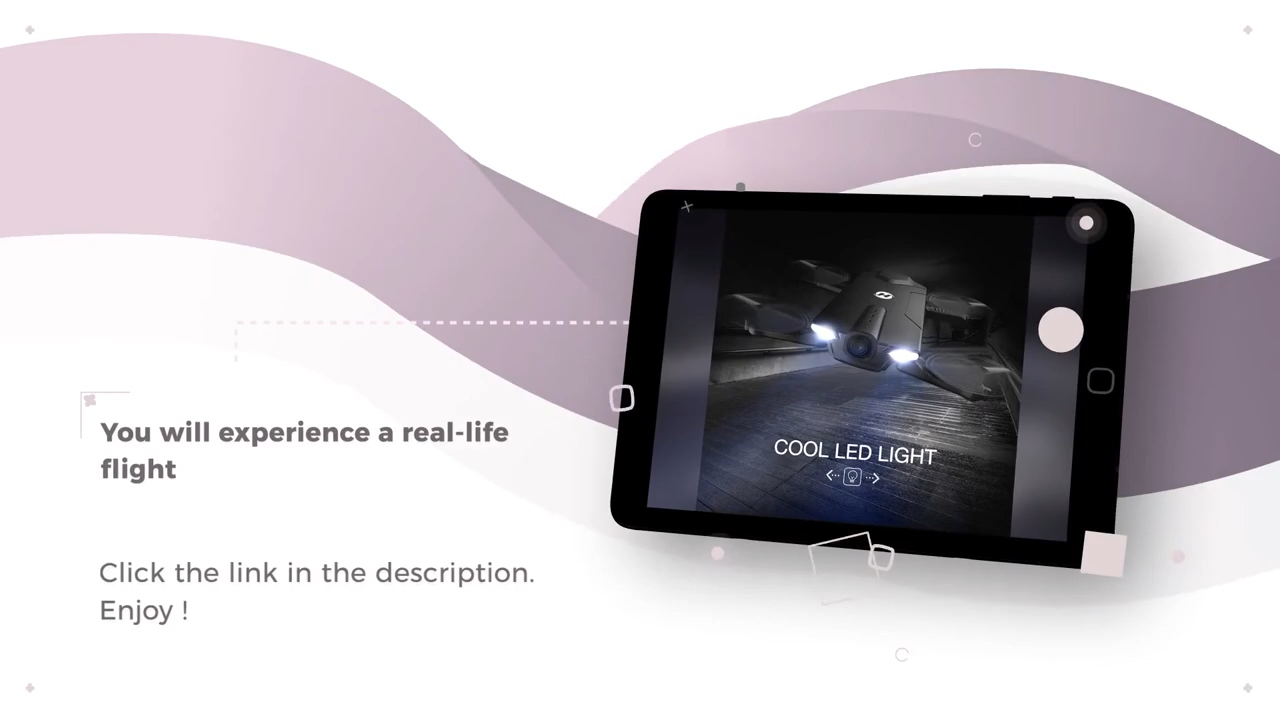 You will experience a real-life
flight
Click the link in the description.
Enjoy !
COOL LED LIGHT